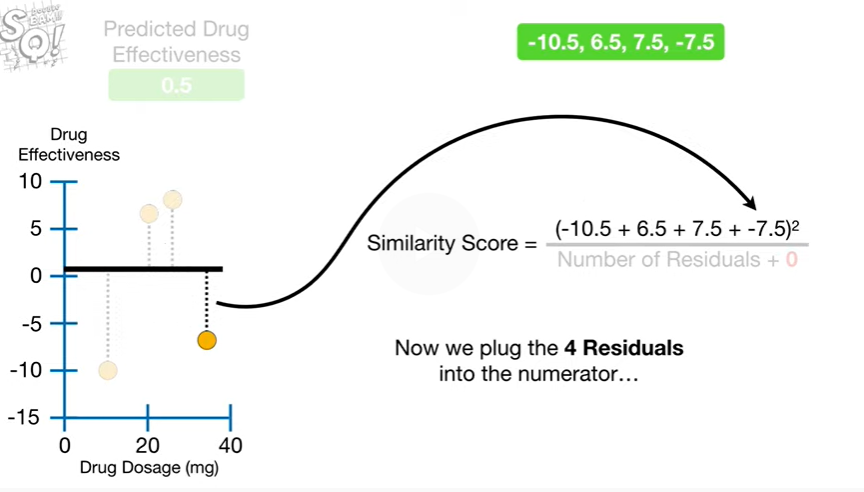 Predicted Drug
Effectiveness
0.5
-10.5, 6.5, 7.5, -7.5
Drug
Effectiveness
10
5
0
-5
-10
-15
0
20
40
Drug Dosage (mg)
Similarity Score =
(-10.5 + 6.5 + 7.5 + -7.5)²
Number of Residuals + 0
Now we plug the 4 Residuals
into the numerator…